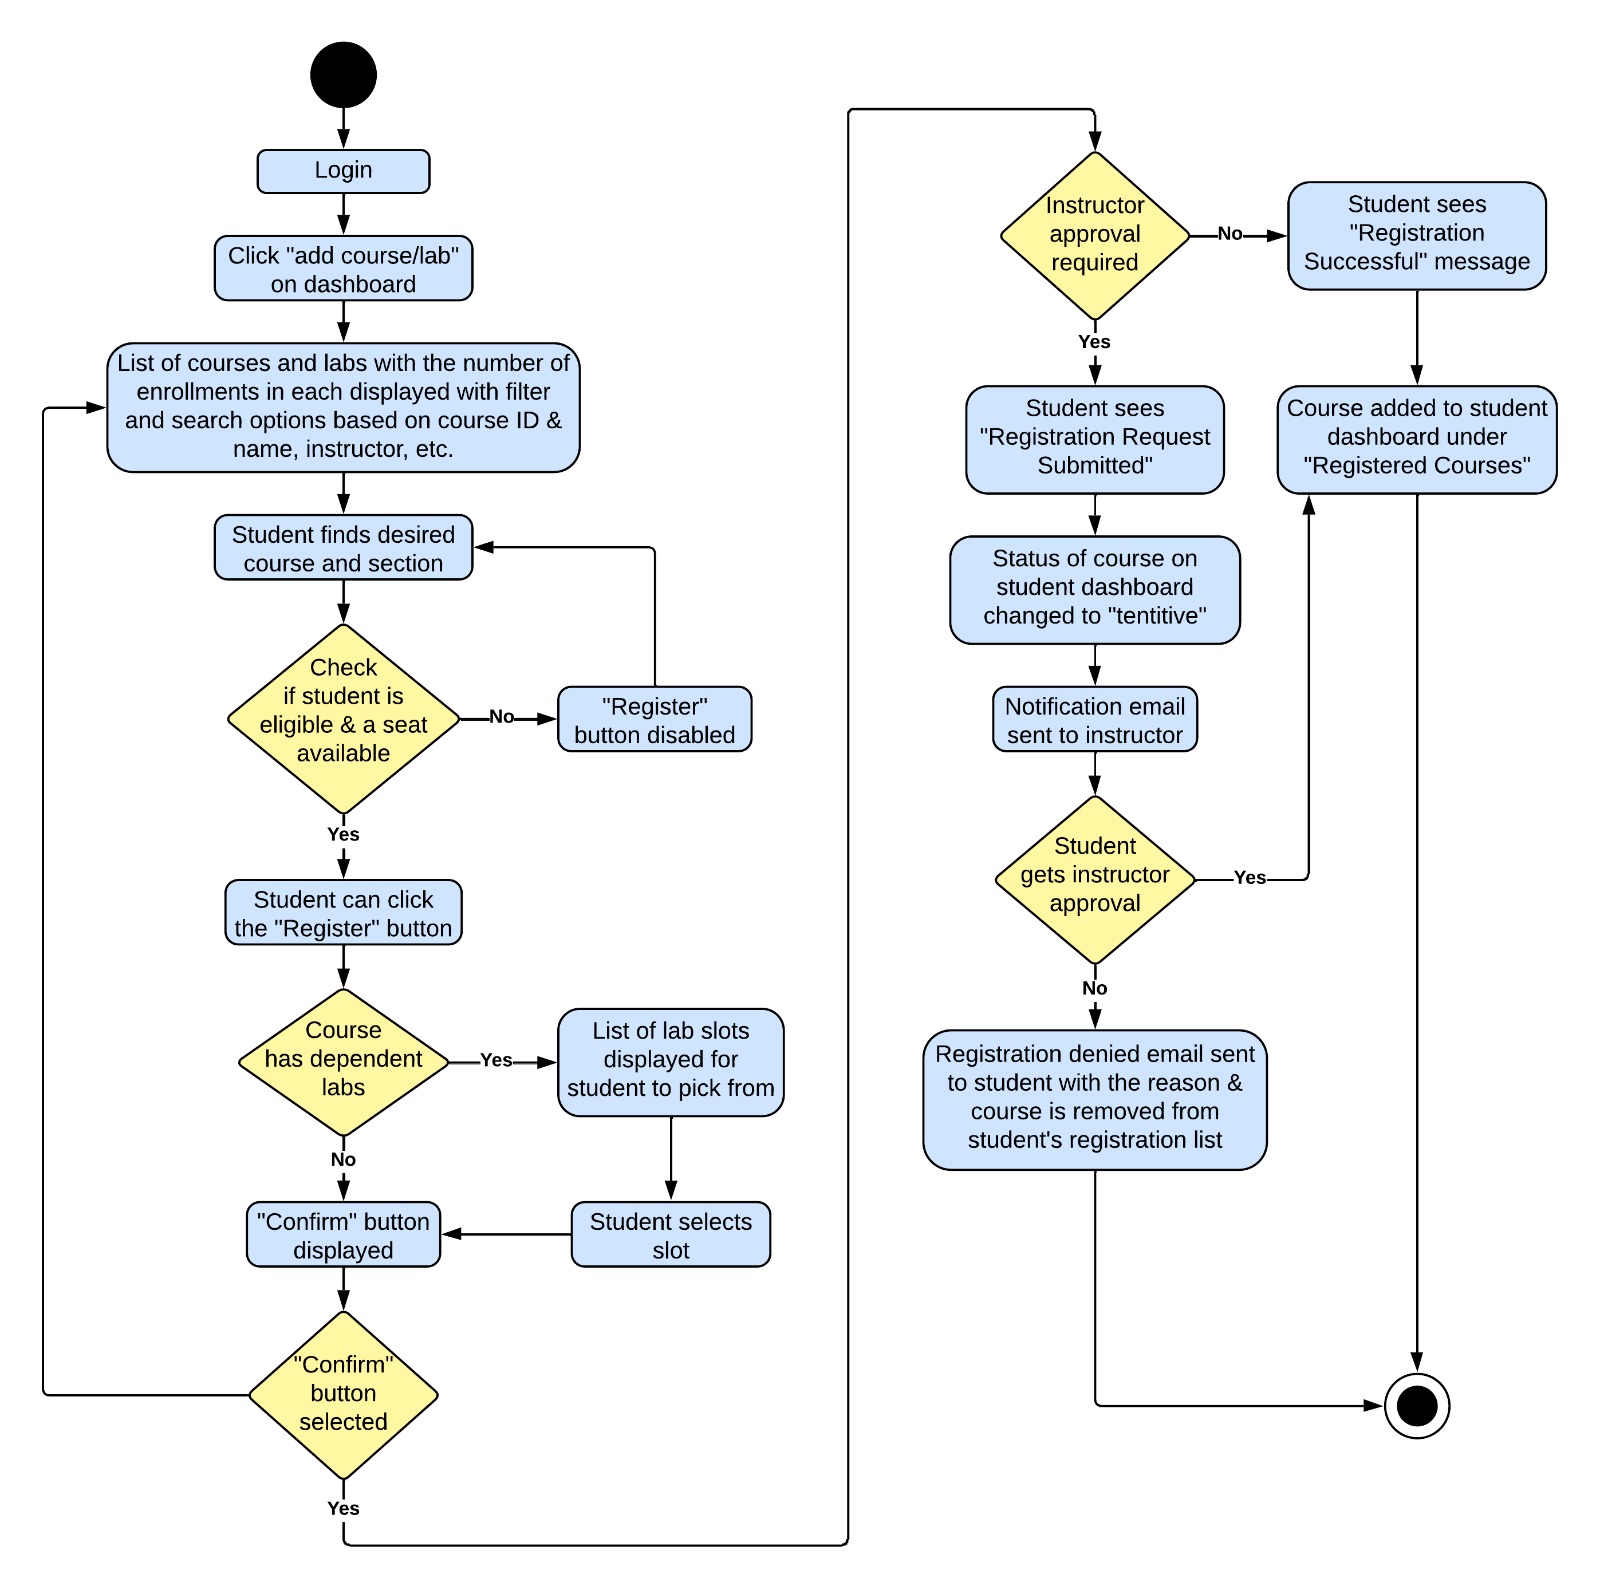 Login
Click "add course/lab"
on dashboard
List of courses and labs with the number of
enrollments in each displayed with filter
and search options based on course ID &
name, instructor, etc.
Student finds desired
course and section
Check
if student is
eligible & a seat
available
No
"Register"
button disabled
Yes
Student can click
the "Register" button
Course
has dependent
labs
Yes
List of lab slots
displayed for
student to pick from
No
"Confirm" button
displayed
Student selects
slot
"Confirm"
button
selected
Yes
Instructor
approval
required
No
Student sees
"Registration
Successful" message
Yes
Student sees
"Registration Request
Submitted"
Course added to student
dashboard under
"Registered Courses"
Status of course on
student dashboard
changed to "tentitive"
Notification email
sent to instructor
Student
gets instructor
approval
Yes
No
Registration denied email sent
to student with the reason &
course is removed from
student's registration list